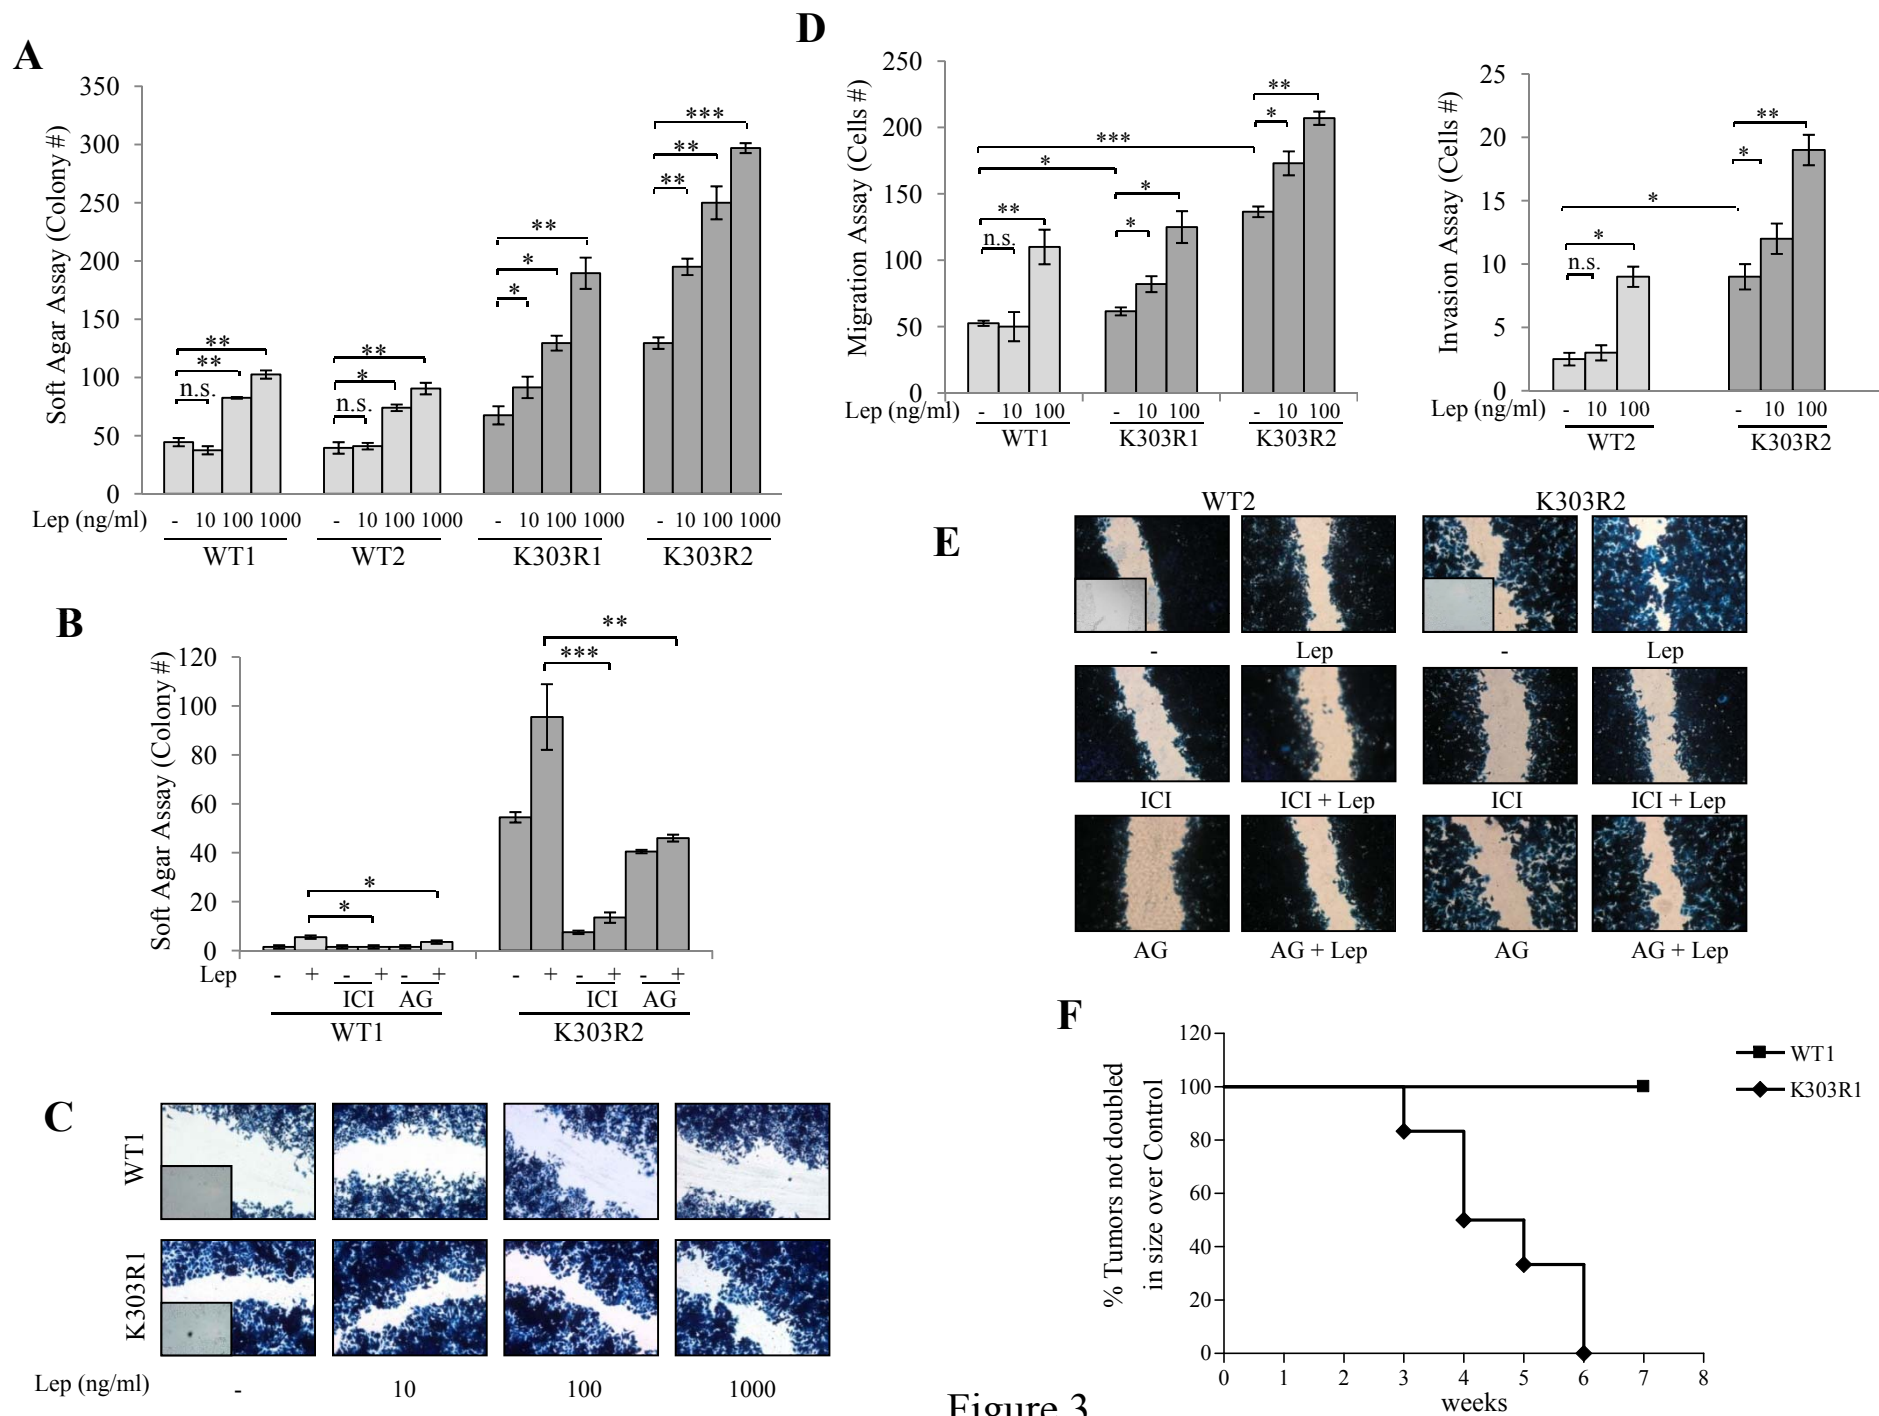 A
Soft Agar Assay (Colony #)
350
300
250
200
150
100
50
0
n.s.
**
**
n.s.
*
**
*
*
**
**
**
***
Lep (ng/ml)
- 10 100 1000
- 10 100 1000
- 10 100 1000
- 10 100 1000
WT1
WT2
K303R1
K303R2
B
Soft Agar Assay (Colony #)
120
100
80
60
40
20
0
*
*
***
**
Lep
- + - + - +
- + - + - +
ICI AG
ICI AG
WT1
K303R2
C
WT1
K303R1
Lep (ng/ml)
- 10 100 1000
D
Migration Assay (Cells #)
250
200
150
100
50
0
n.s.
**
*
*
*
***
*
**
Lep (ng/ml)
- 10 100
- 10 100
- 10 100
WT1
K303R1
K303R2
Invasion Assay (Cells #)
25
20
15
10
5
0
n.s.
*
*
*
**
Lep (ng/ml)
- 10 100
- 10 100
WT2
K303R2
E
WT2
K303R2
- Lep - Lep
ICI ICI + Lep ICI ICI + Lep
AG AG + Lep AG AG + Lep
F
% Tumors not doubled
in size over Control
120
100
80
60
40
20
0
0 1 2 3 4 5 6 7 8
weeks
WT1
K303R1
Figure 3